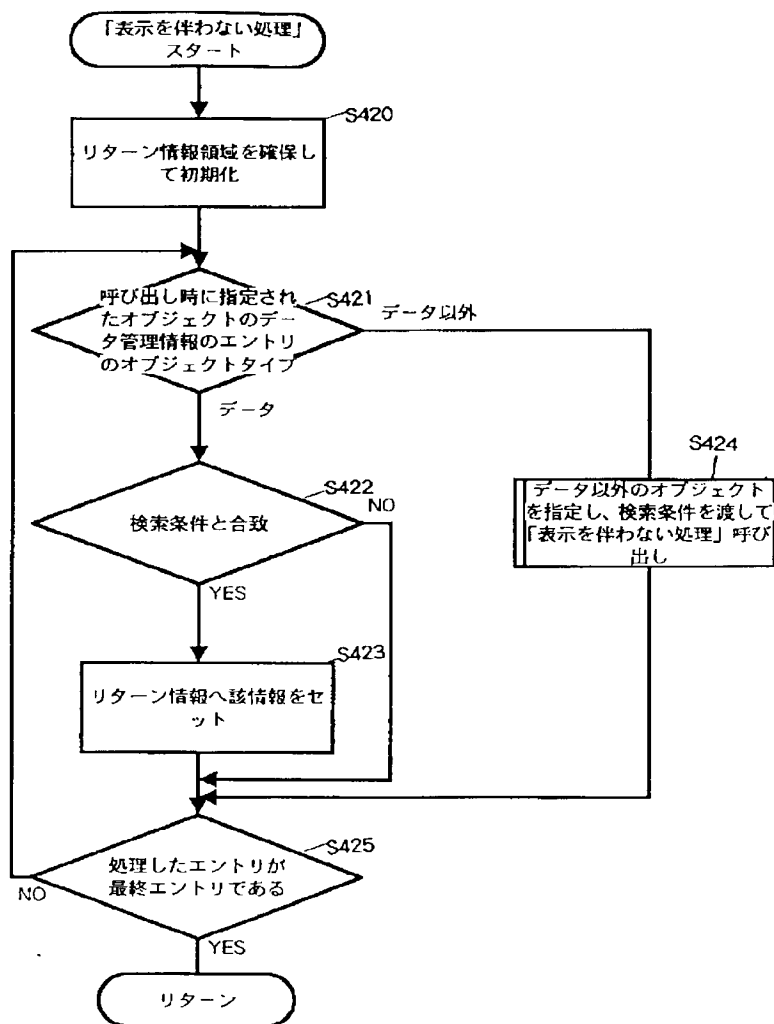 「表示を伴わない処理」
スタート
S420
リターン情報領域を確保し
て初期化
呼び出し時に指定され
たオブジェクトのデー
タ管理情報のエントリ
のオブジェクトタイプ
S421
データ以外
データ
S424
データ以外のオブジェクト
を指定し、検索条件を渡して
「表示を伴わない処理」呼び
出し
S422
検索条件と合致
NO
YES
S423
リターン情報へ該情報をセ
ット
S425
処理したエントリが
最終エントリである
NO
YES
リターン